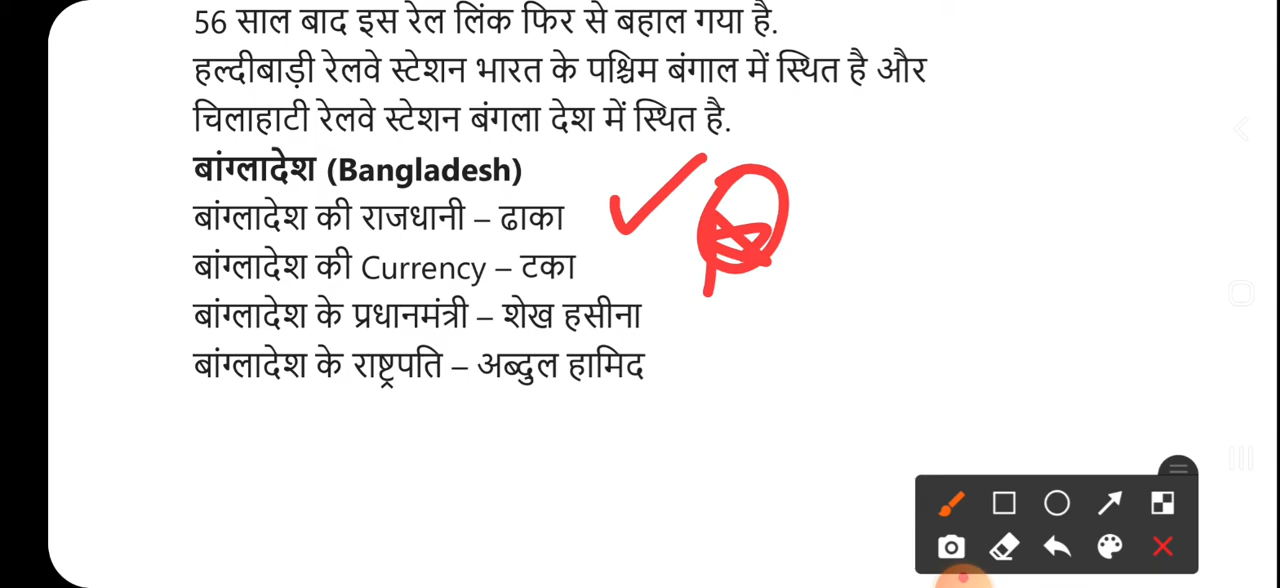 56 साल बाद इस रेल लिंक फिर से बहाल गया है.
हल्दीबाड़ी रेलवे स्टेशन भारत के पश्चिम बंगाल में स्थित है और
चिलाहाटी रेलवे स्टेशन बंगला देश में स्थित है.
बांग्लादेश (Bangladesh)
बांग्लादेश की राजधानी – ढाका
बांग्लादेश की Currency – टका
बांग्लादेश के प्रधानमंत्री – शेख हसीना
बांग्लादेश के राष्ट्रपति – अब्दुल हामिद